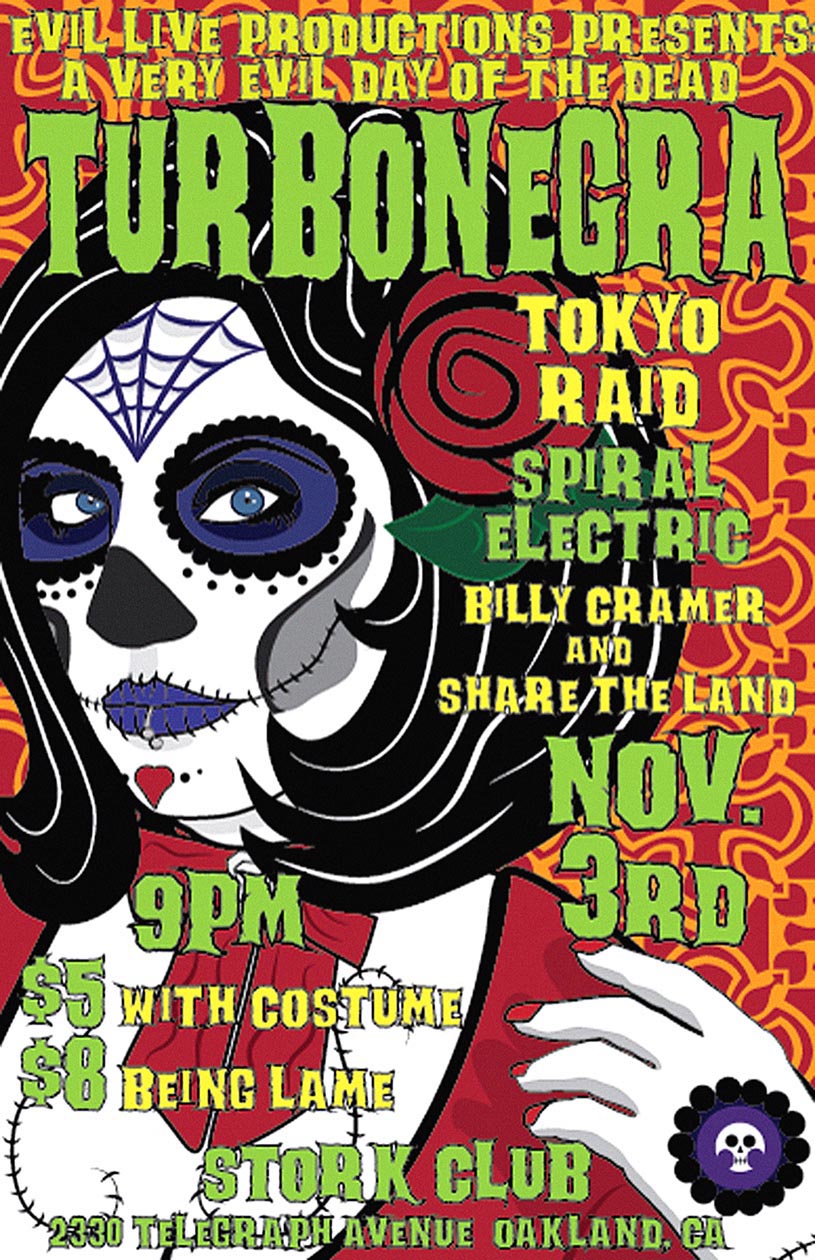 EVIL LIVE PRODUCTIONS PRESENTS:
A VERY EVIL DAY OF THE DEAD
TURBONEGRA
TOKYO
RAID
SPIRAL
ELECTRIC
BILLY CRAMER
AND
SHARE THE LAND
NOV.
3RD
9PM
$5 WITH COSTUME
$8 BEING LAME
STORK CLUB
2330 TELEGRAPH AVENUE OAKLAND, CA